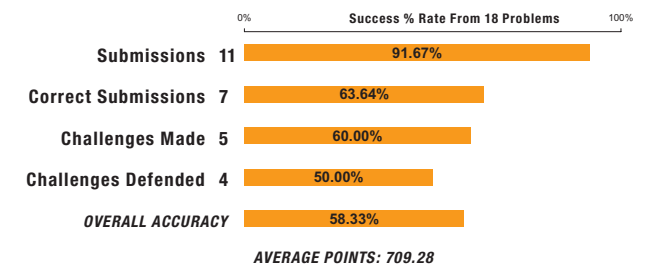 0% Success % Rate From 18 Problems 100%
Submissions 11 91.67%
Correct Submissions 7 63.64%
Challenges Made 5 60.00%
Challenges Defended 4 50.00%
OVERALL ACCURACY 58.33%
AVERAGE POINTS: 709.28